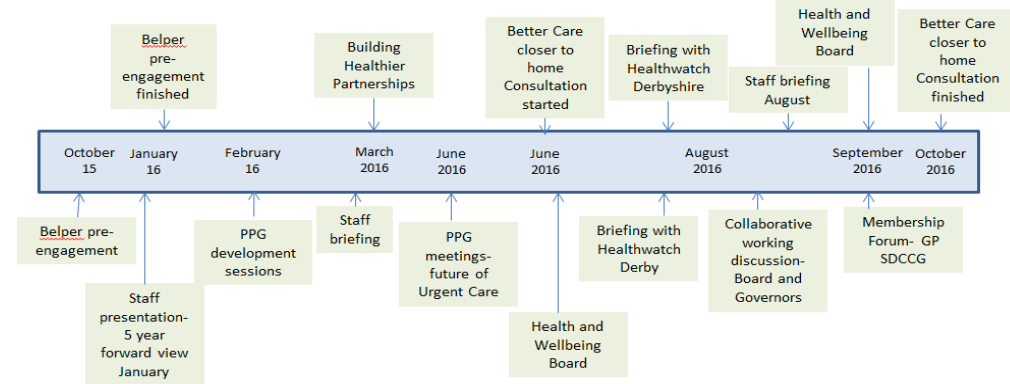 Belper
pre-
engagement
finished
Building
Healthier
Partnerships
Better Care
closer to
home
Consultation
started
Briefing with
Healthwatch
Derbyshire
Staff briefing
August
Health and
Wellbeing
Board
Better Care
closer to
home
Consultation
finished
October
15
January
16
February
16
March
2016
June
2016
June
2016
August
2016
September
2016
October
2016
Belper pre-
engagement
Staff
presentation-
5 year
forward view
January
PPG
development
sessions
Staff
briefing
PPG
meetings-
future of
Urgent Care
Health and
Wellbeing
Board
Briefing with
Healthwatch
Derby
Collaborative
working
discussion-
Board and
Governors
Membership
Forum- GP
SDCCG